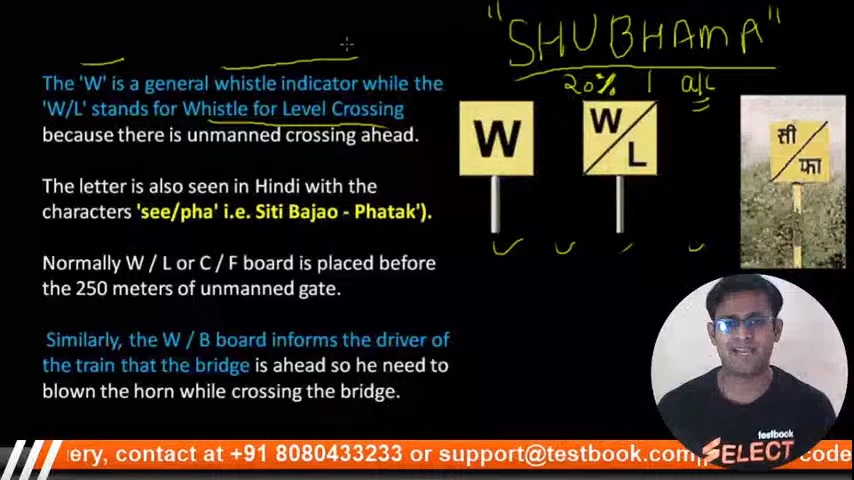 "SHUBHAMA"
20% | a/c
The 'W' is a general whistle indicator while the
'W/L' stands for Whistle for Level Crossing
because there is unmanned crossing ahead.
W
W/L
सी/फा
The letter is also seen in Hindi with the
characters 'see/pha' i.e. Siti Bajao - Phatak').
Normally W / L or C / F board is placed before
the 250 meters of unmanned gate.
Similarly, the W / B board informs the driver of
the train that the bridge is ahead so he need to
blown the horn while crossing the bridge.
testbook
SELECT
ery, contact at +91 8080433233 or support@testbook.com
code